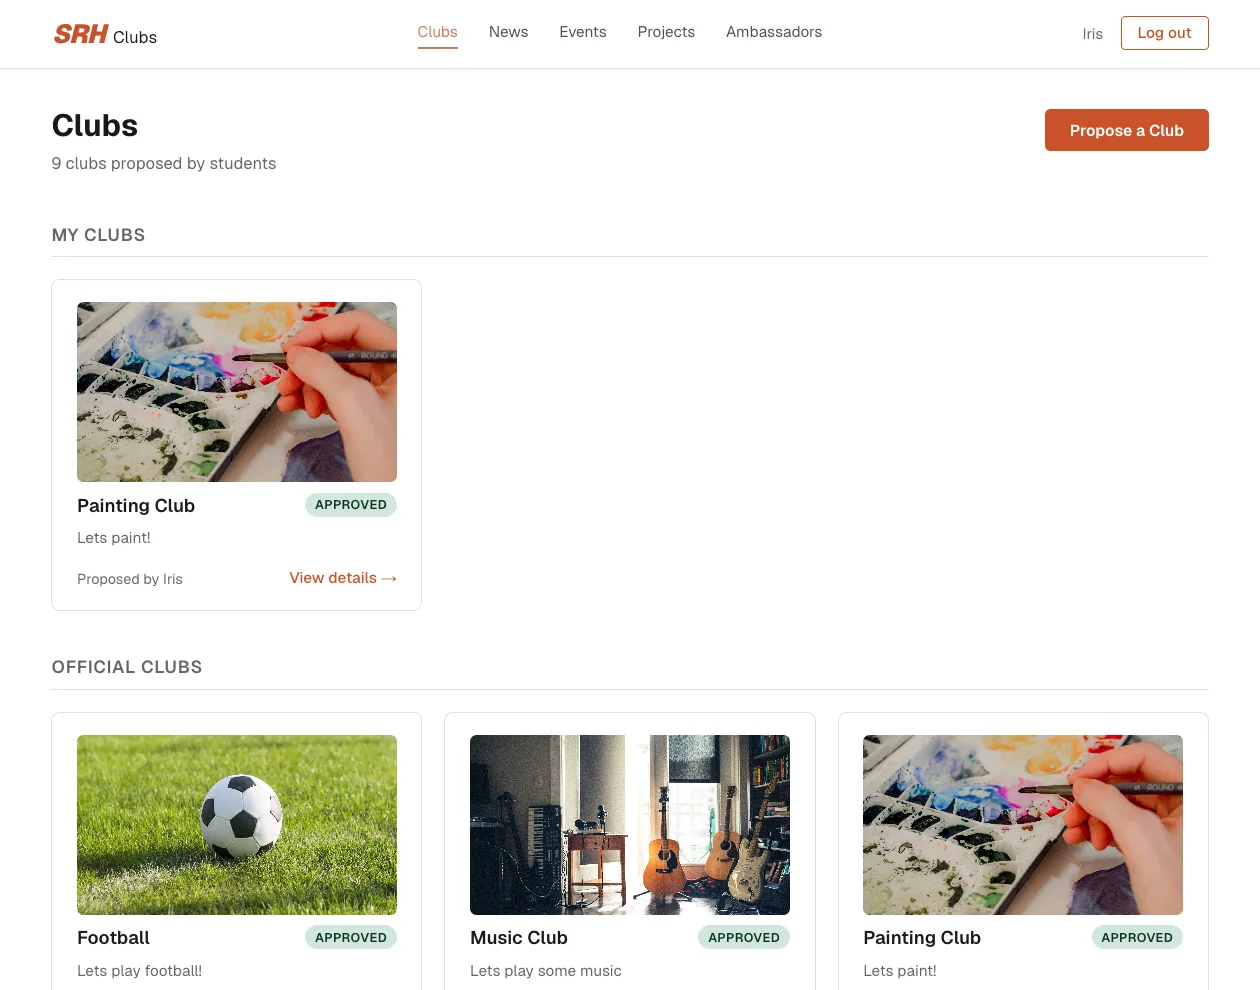 SRH Clubs
Clubs News Events Projects Ambassadors
Iris Log out
Clubs
Propose a Club
9 clubs proposed by students
MY CLUBS
ROUND
Painting Club APPROVED
Lets paint!
Proposed by Iris View details →
OFFICIAL CLUBS
ROUND
Football APPROVED
Music Club APPROVED
Painting Club APPROVED
Lets play football!
Lets play some music
Lets paint!